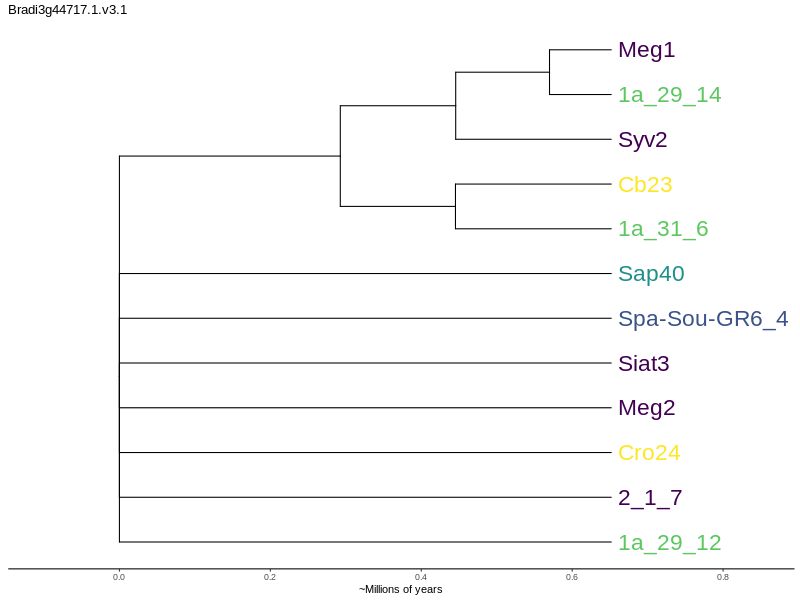 Bradi3g44717.1.v3.1
Meg1
1a_29_14
Syv2
Cb23
1a_31_6
Sap40
Spa-Sou-GR6_4
Siat3
Meg2
Cro24
2_1_7
1a_29_12
0.0 0.2 0.4 0.6 0.8
~Millions of years